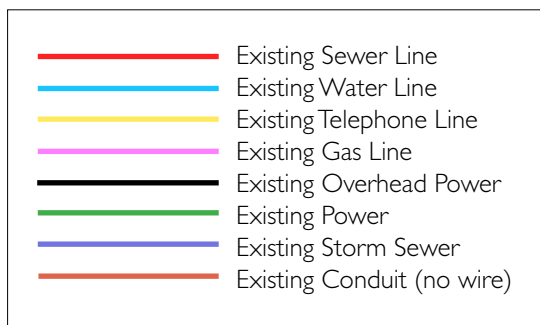 Existing Sewer Line
Existing Water Line
Existing Telephone Line
Existing Gas Line
Existing Overhead Power
Existing Power
Existing Storm Sewer
Existing Conduit (no wire)